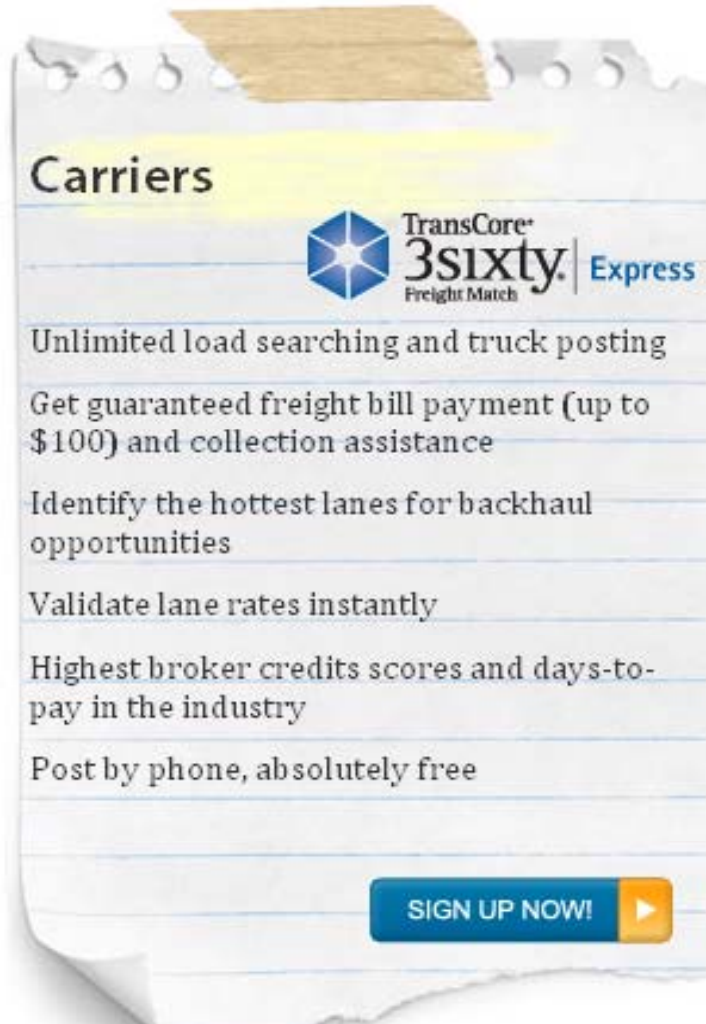 Carriers
TransCore
3sixty.
Freight Match
Express
Unlimited load searching and truck posting
Get guaranteed freight bill payment (up to
$100) and collection assistance
Identify the hottest lanes for backhaul
opportunities
Validate lane rates instantly
Highest broker credits scores and days-to-
pay in the industry
Post by phone, absolutely free
SIGN UP NOW!